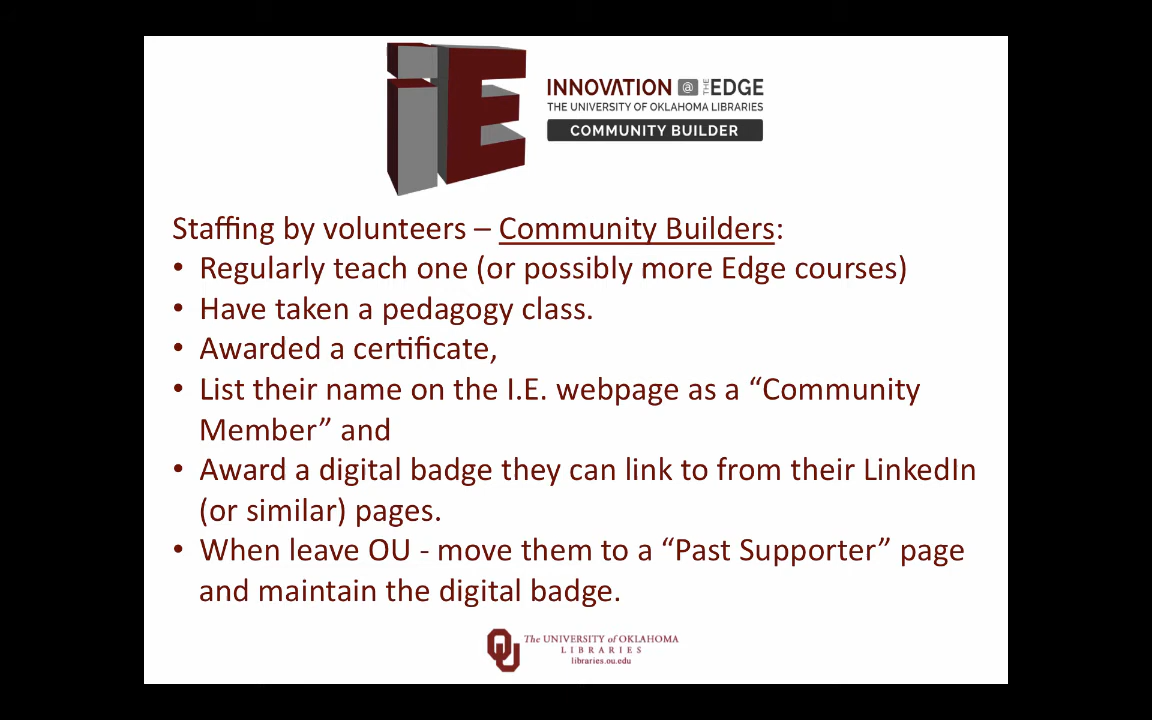 iE
INNOVATION @ THE EDGE
THE UNIVERSITY OF OKLAHOMA LIBRARIES
COMMUNITY BUILDER
Staffing by volunteers – Community Builders:
• Regularly teach one (or possibly more Edge courses)
• Have taken a pedagogy class.
• Awarded a certificate,
• List their name on the I.E. webpage as a “Community
Member” and
• Award a digital badge they can link to from their LinkedIn
(or similar) pages.
• When leave OU - move them to a “Past Supporter” page
and maintain the digital badge.
OU
The UNIVERSITY of OKLAHOMA
LIBRARIES
libraries.ou.edu